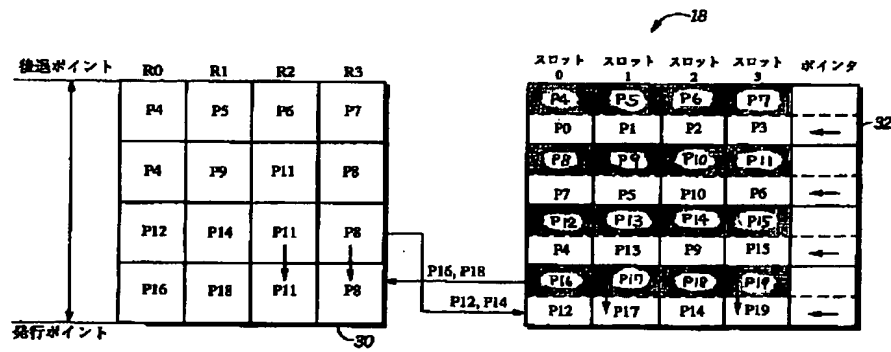 18
後退ポイント R0 R1 R2 R3
P4 P5 P6 P7
P4 P9 P11 P8
P12 P14 P11 P8
P16 P18 P11 P8
発行ポイント
30
P16, P18
P12, P14
スロット 0 スロット 1 スロット 2 スロット 3 ポインタ
P4 P5 P6 P7
P0 P1 P2 P3
32
P8 P9 P10 P11
P7 P5 P10 P6
P12 P13 P14 P15
P4 P13 P9 P15
P16 P17 P18 P19
P12 P17 P14 P19